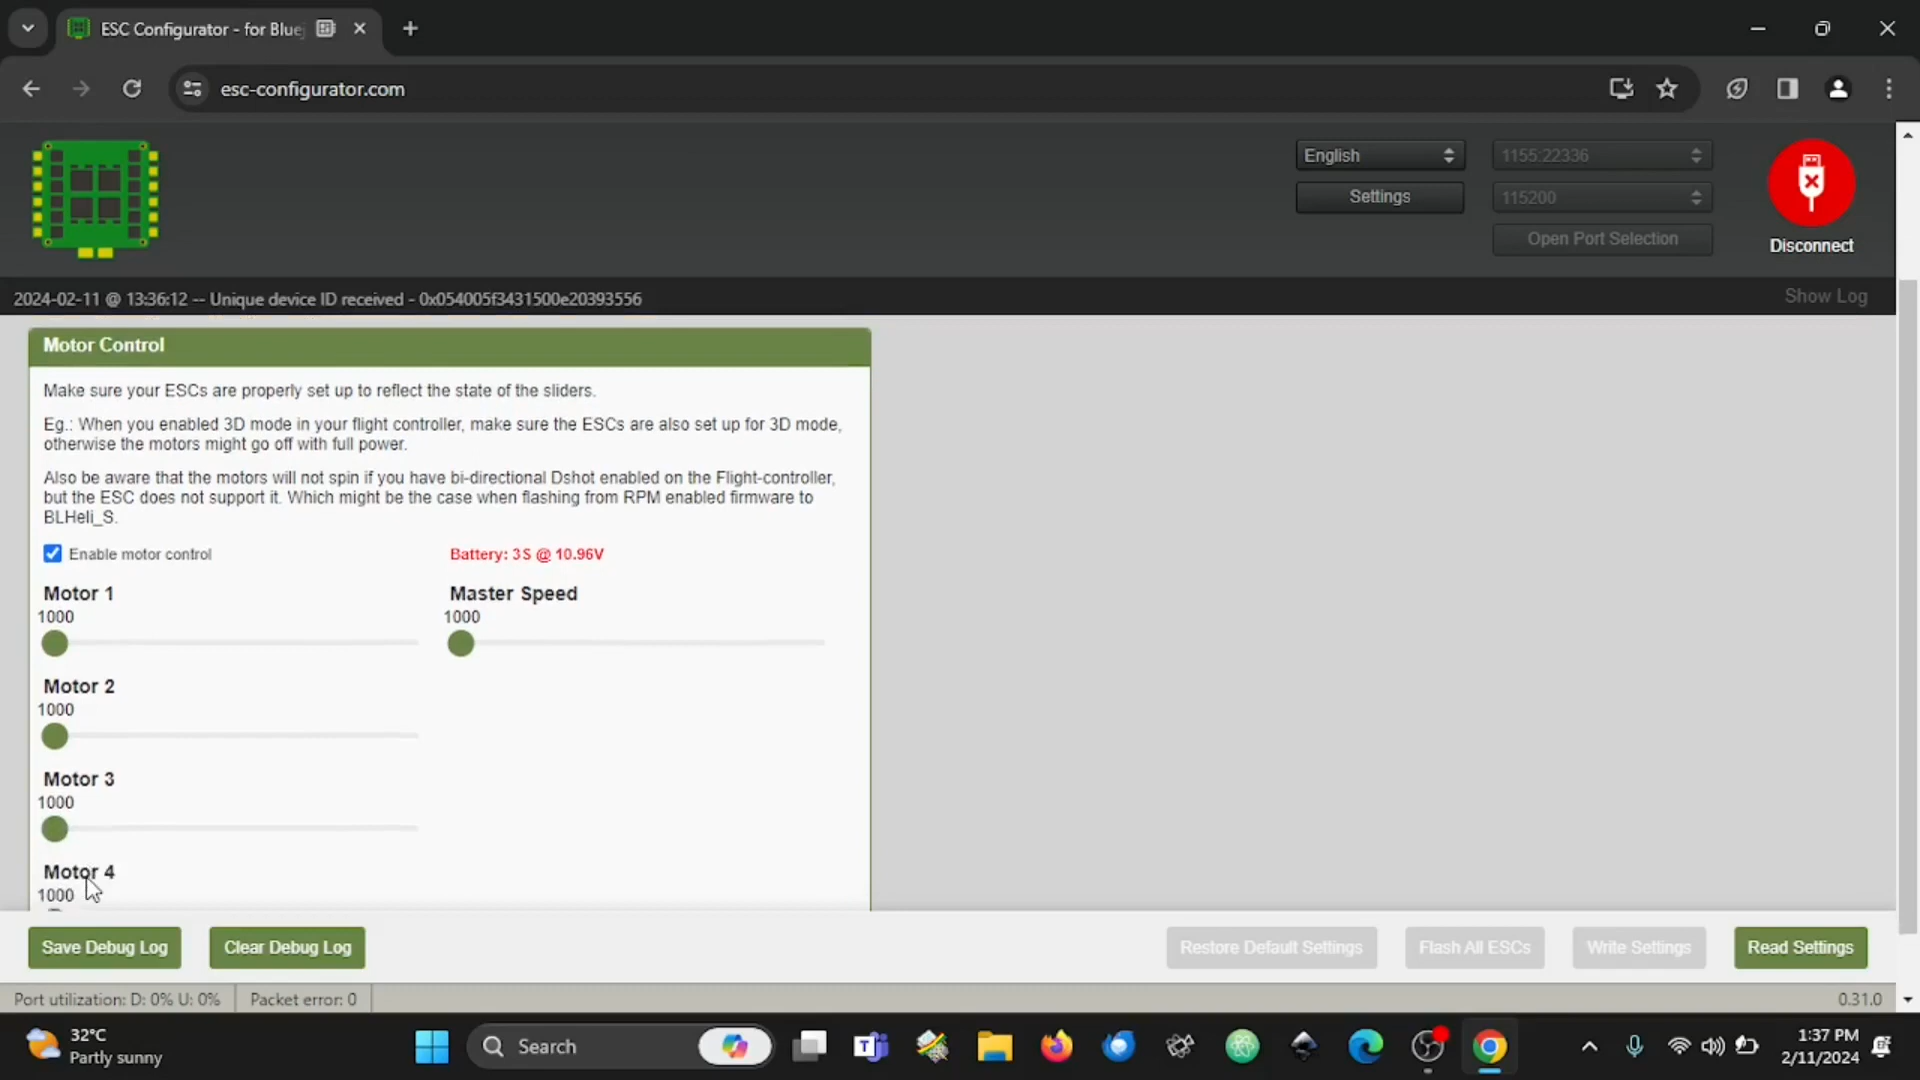 ESC Configurator - for Blue
esc-configurator.com
English
1155:22336
Settings
115200
Open Port Selection
Disconnect
2024-02-11 @ 13:36:12 -- Unique device ID received - 0x054005f3431500e20393556
Show Log
Motor Control
Make sure your ESCs are properly set up to reflect the state of the sliders.
Eg.: When you enabled 3D mode in your flight controller, make sure the ESCs are also set up for 3D mode,
otherwise the motors might go off with full power.
Also be aware that the motors will not spin if you have bi-directional Dshot enabled on the Flight-controller,
but the ESC does not support it. Which might be the case when flashing from RPM enabled firmware to
BLHeli_S.
Enable motor control
Battery: 3S @ 10.96V
Motor 1
1000
Master Speed
1000
Motor 2
1000
Motor 3
1000
Motor 4
1000
Save Debug Log
Clear Debug Log
Restore Default Settings
Flash All ESCs
Write Settings
Read Settings
Port utilization: D: 0% U: 0%
Packet error: 0
0.31.0
32°C
Partly sunny
Search
1:37 PM
2/11/2024